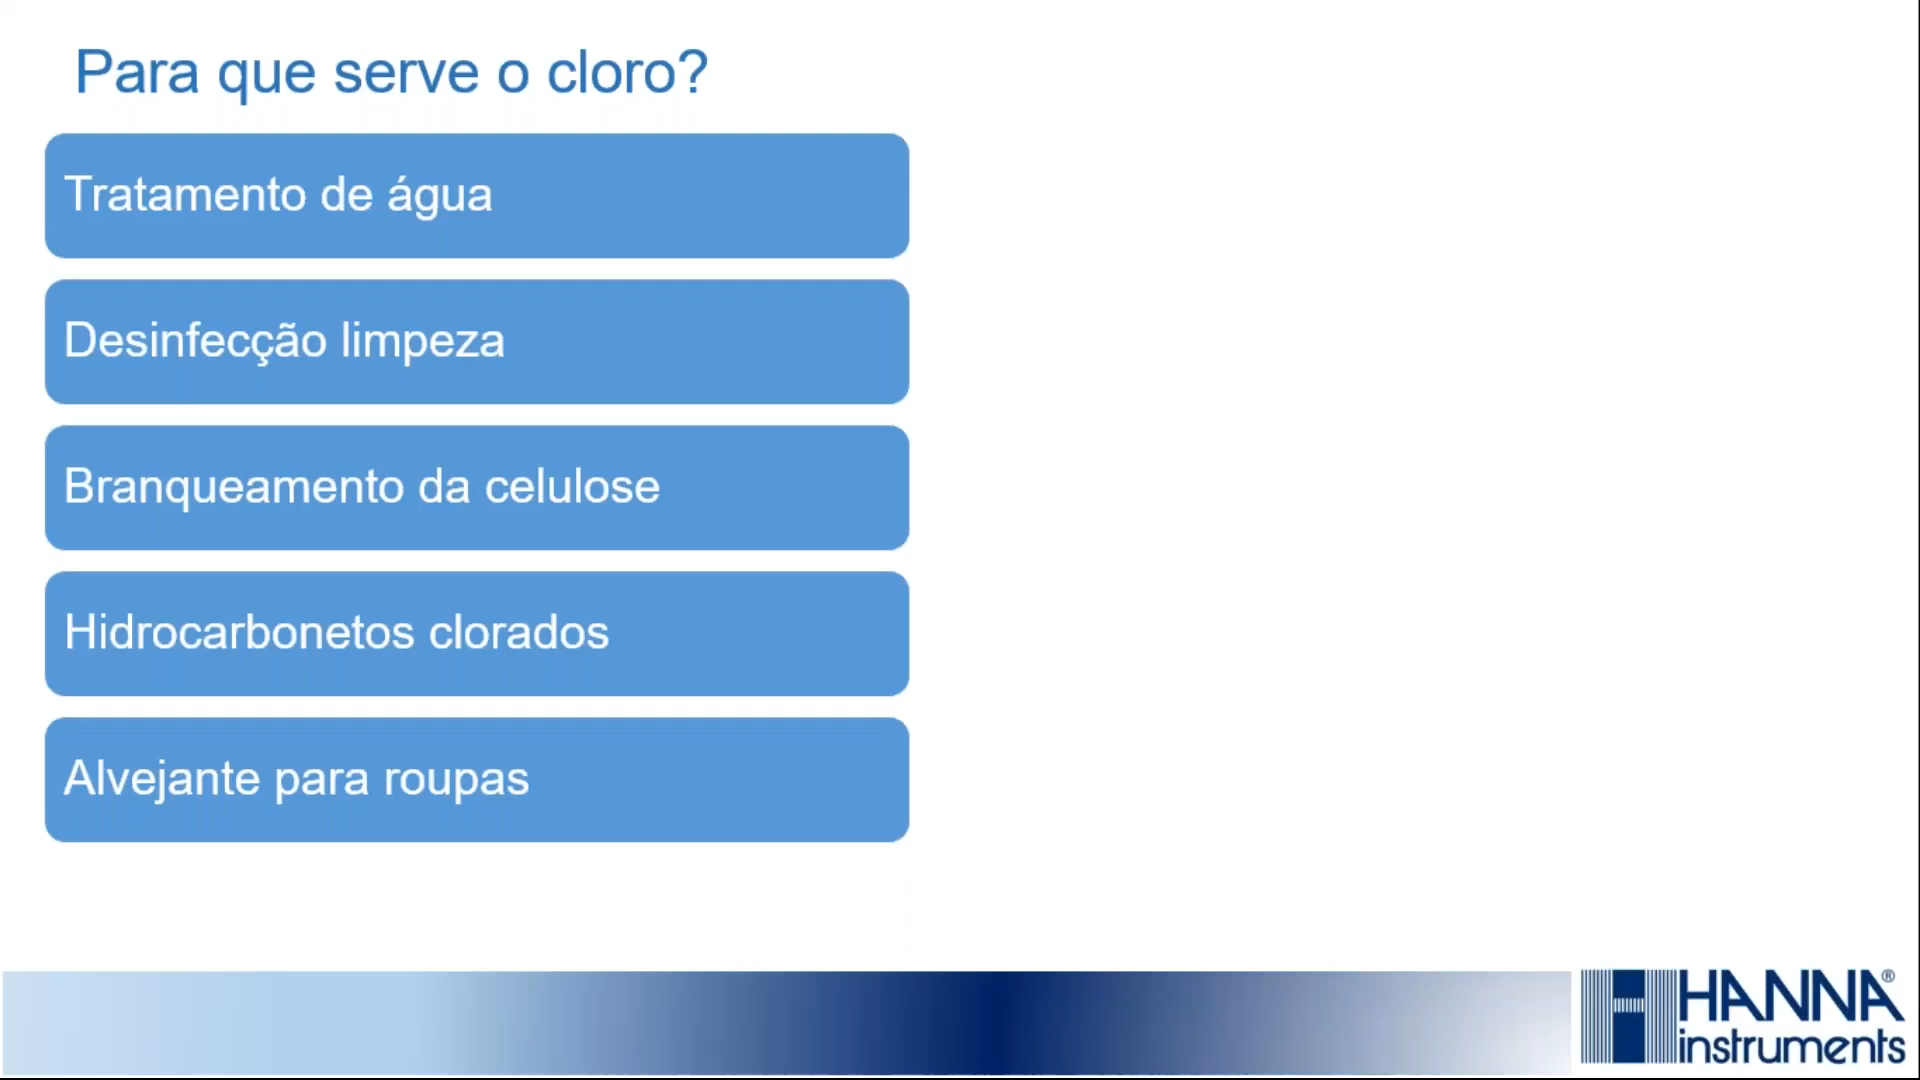 Para que serve o cloro?
Tratamento de água
Desinfecção limpeza
Branqueamento da celulose
Hidrocarbonetos clorados
Alvejante para roupas
HANNA®
instruments